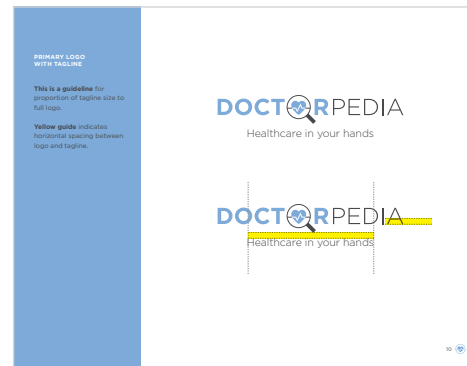 PRIMARY LOGO
WITH TAGLINE
This is a guideline for
proportion of tagline size to
full logo.
Yellow guide indicates
horizontal spacing between
logo and tagline.
DOCTORPEDIA
Healthcare in your hands
DOCTORPEDIA
Healthcare in your hands
10